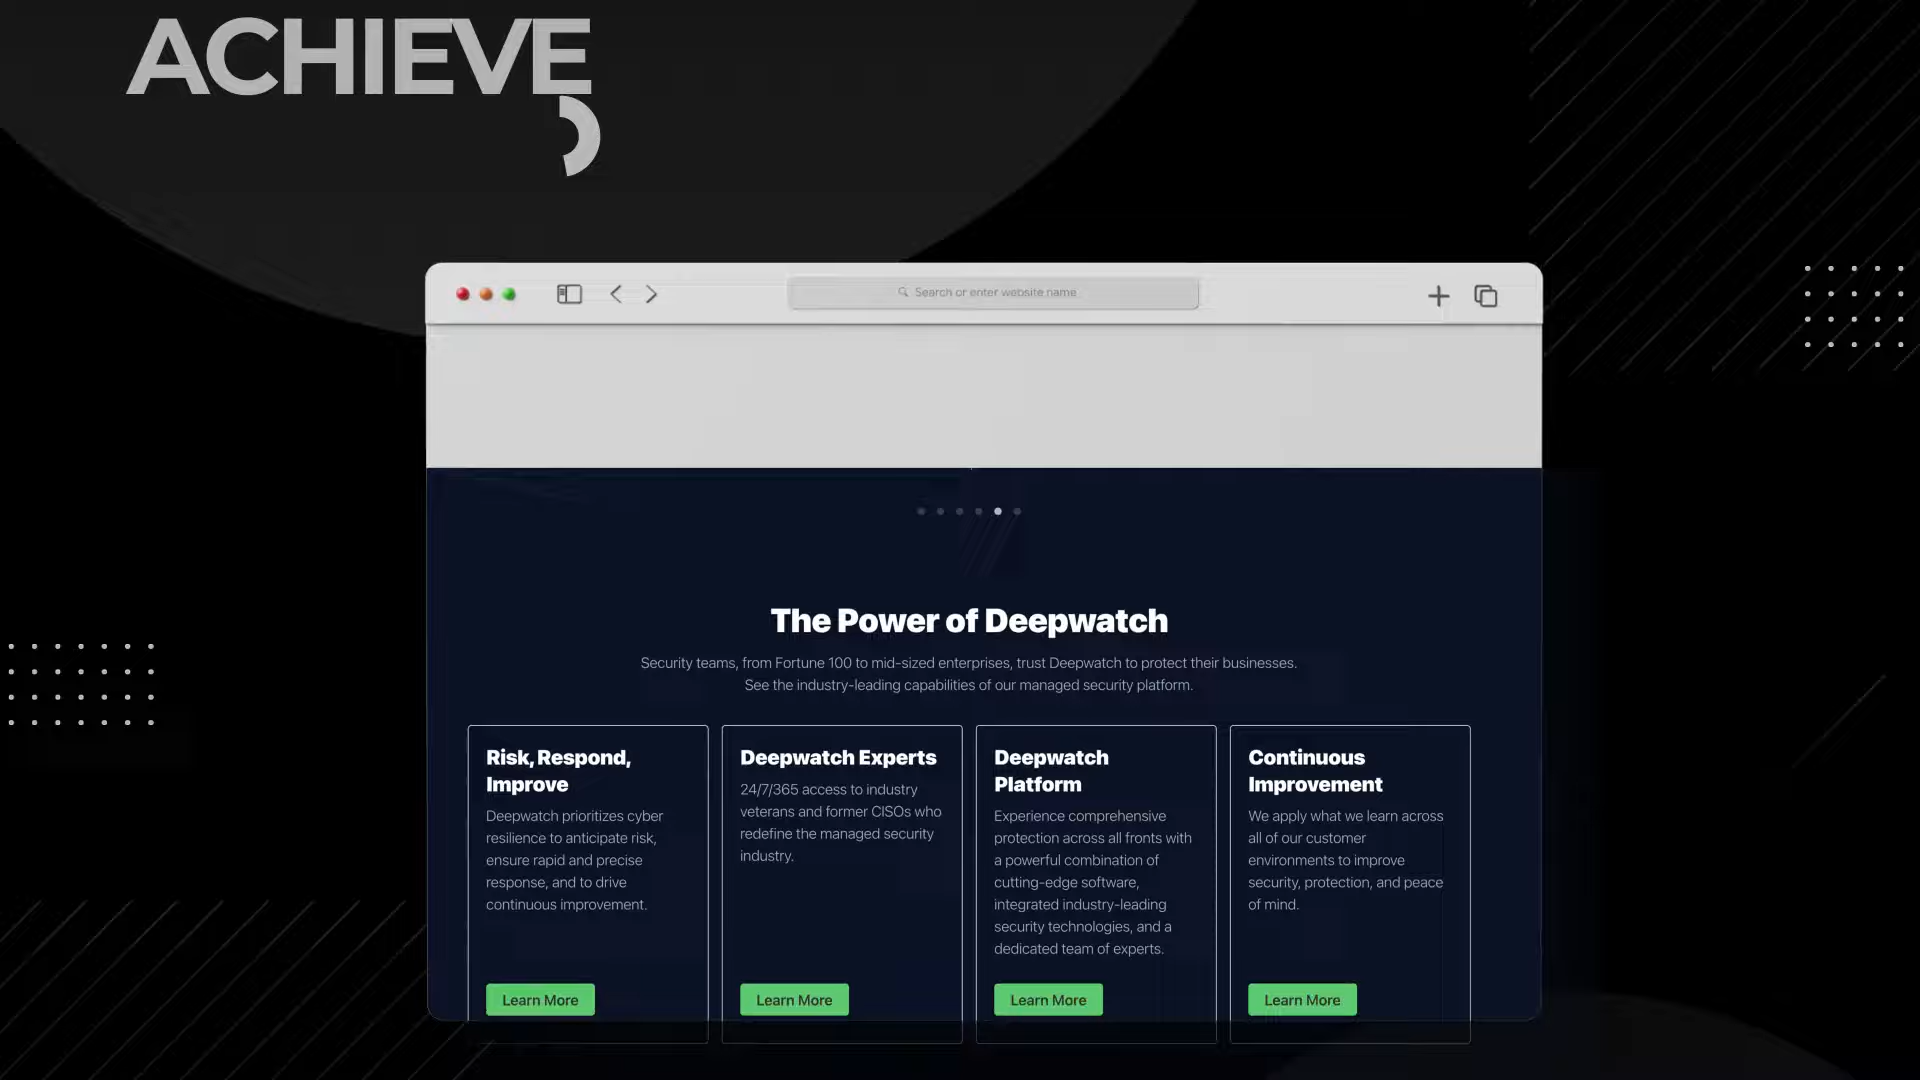 ACHIEVE
Search or enter website name
The Power of Deepwatch
Security teams, from Fortune 100 to mid-sized enterprises, trust Deepwatch to protect their businesses.
See the industry-leading capabilities of our managed security platform.
Risk, Respond,
Improve
Deepwatch prioritizes cyber
resilience to anticipate risk,
ensure rapid and precise
response, and to drive
continuous improvement.
Learn More
Deepwatch Experts
24/7/365 access to industry
veterans and former CISOs who
redefine the managed security
industry.
Learn More
Deepwatch
Platform
Experience comprehensive
protection across all fronts with
a powerful combination of
cutting-edge software,
integrated industry-leading
security technologies, and a
dedicated team of experts.
Learn More
Continuous
Improvement
We apply what we learn across
all of our customer
environments to improve
security, protection, and peace
of mind.
Learn More